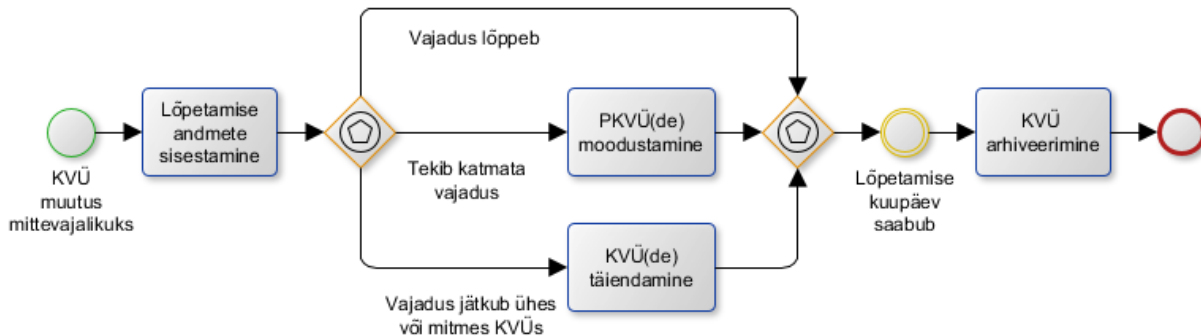 Vajadus lõppeb
KVÜ
muutus
mittevajalikuks
Lõpetamise
andmete
sisestamine
Tekib katmata
vajadus
PKVÜ(de)
moodustamine
Vajadus jätkub ühes
või mitmes KVÜs
KVÜ(de)
täiendamine
Lõpetamise
kuupäev
saabub
KVÜ
arhiveerimine